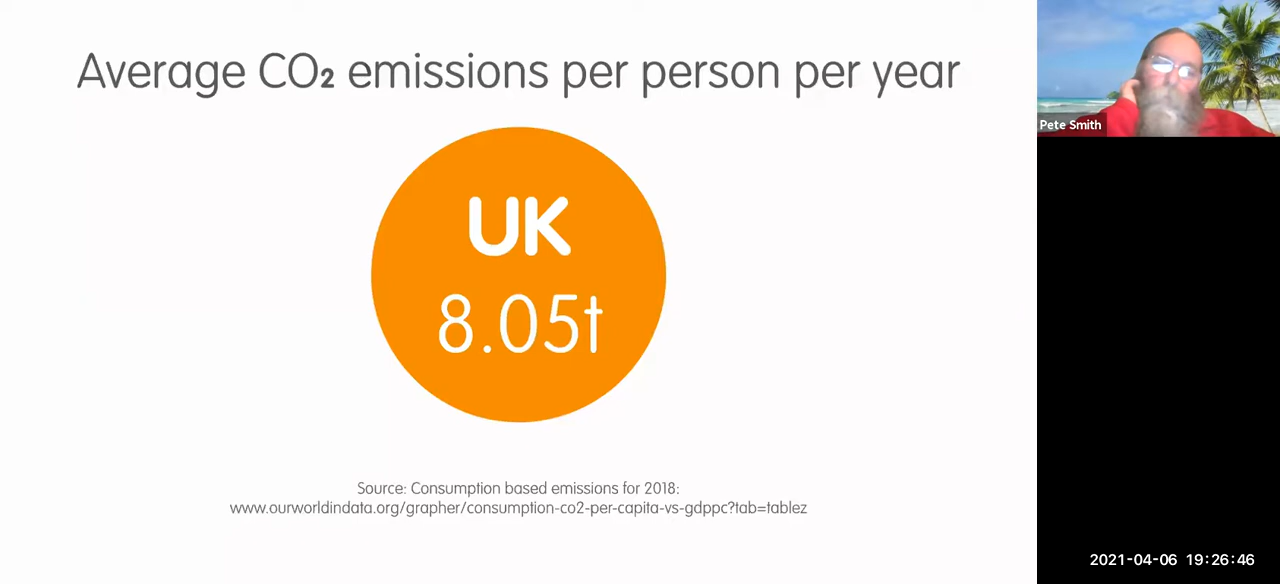 Average CO₂ emissions per person per year
UK
8.05t
Source: Consumption based emissions for 2018:
www.ourworldindata.org/grapher/consumption-co2-per-capita-vs-gdppc?tab=tablez
Pete Smith
2021-04-06 19:26:46